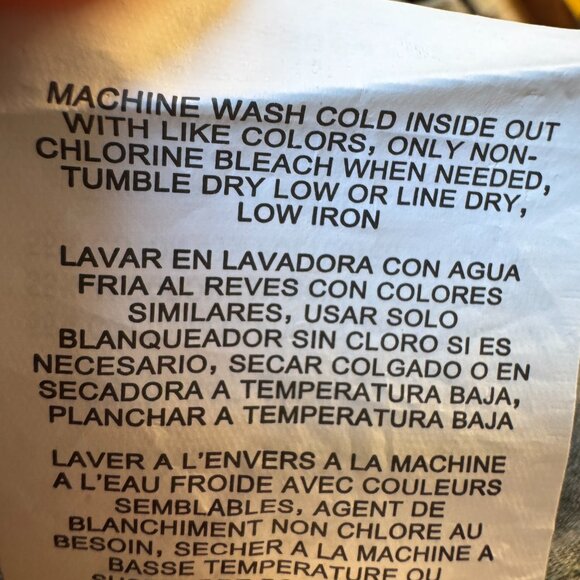 MACHINE WASH COLD INSIDE OUT
WITH LIKE COLORS, ONLY NON-
CHLORINE BLEACH WHEN NEEDED,
TUMBLE DRY LOW OR LINE DRY,
LOW IRON
LAVAR EN LAVADORA CON AGUA
FRIA AL REVES CON COLORES
SIMILARES, USAR SOLO
BLANQUEADOR SIN CLORO SI ES
NECESARIO, SECAR COLGADO O EN
SECADORA A TEMPERATURA BAJA,
PLANCHAR A TEMPERATURA BAJA
LAVER A L'ENVERS A LA MACHINE
A L'EAU FROIDE AVEC COULEURS
SEMBLABLES, AGENT DE
BLANCHIMENT NON CHLORE AU
BESOIN, SECHER A LA MACHINE A
BASSE TEMPERATURE OU